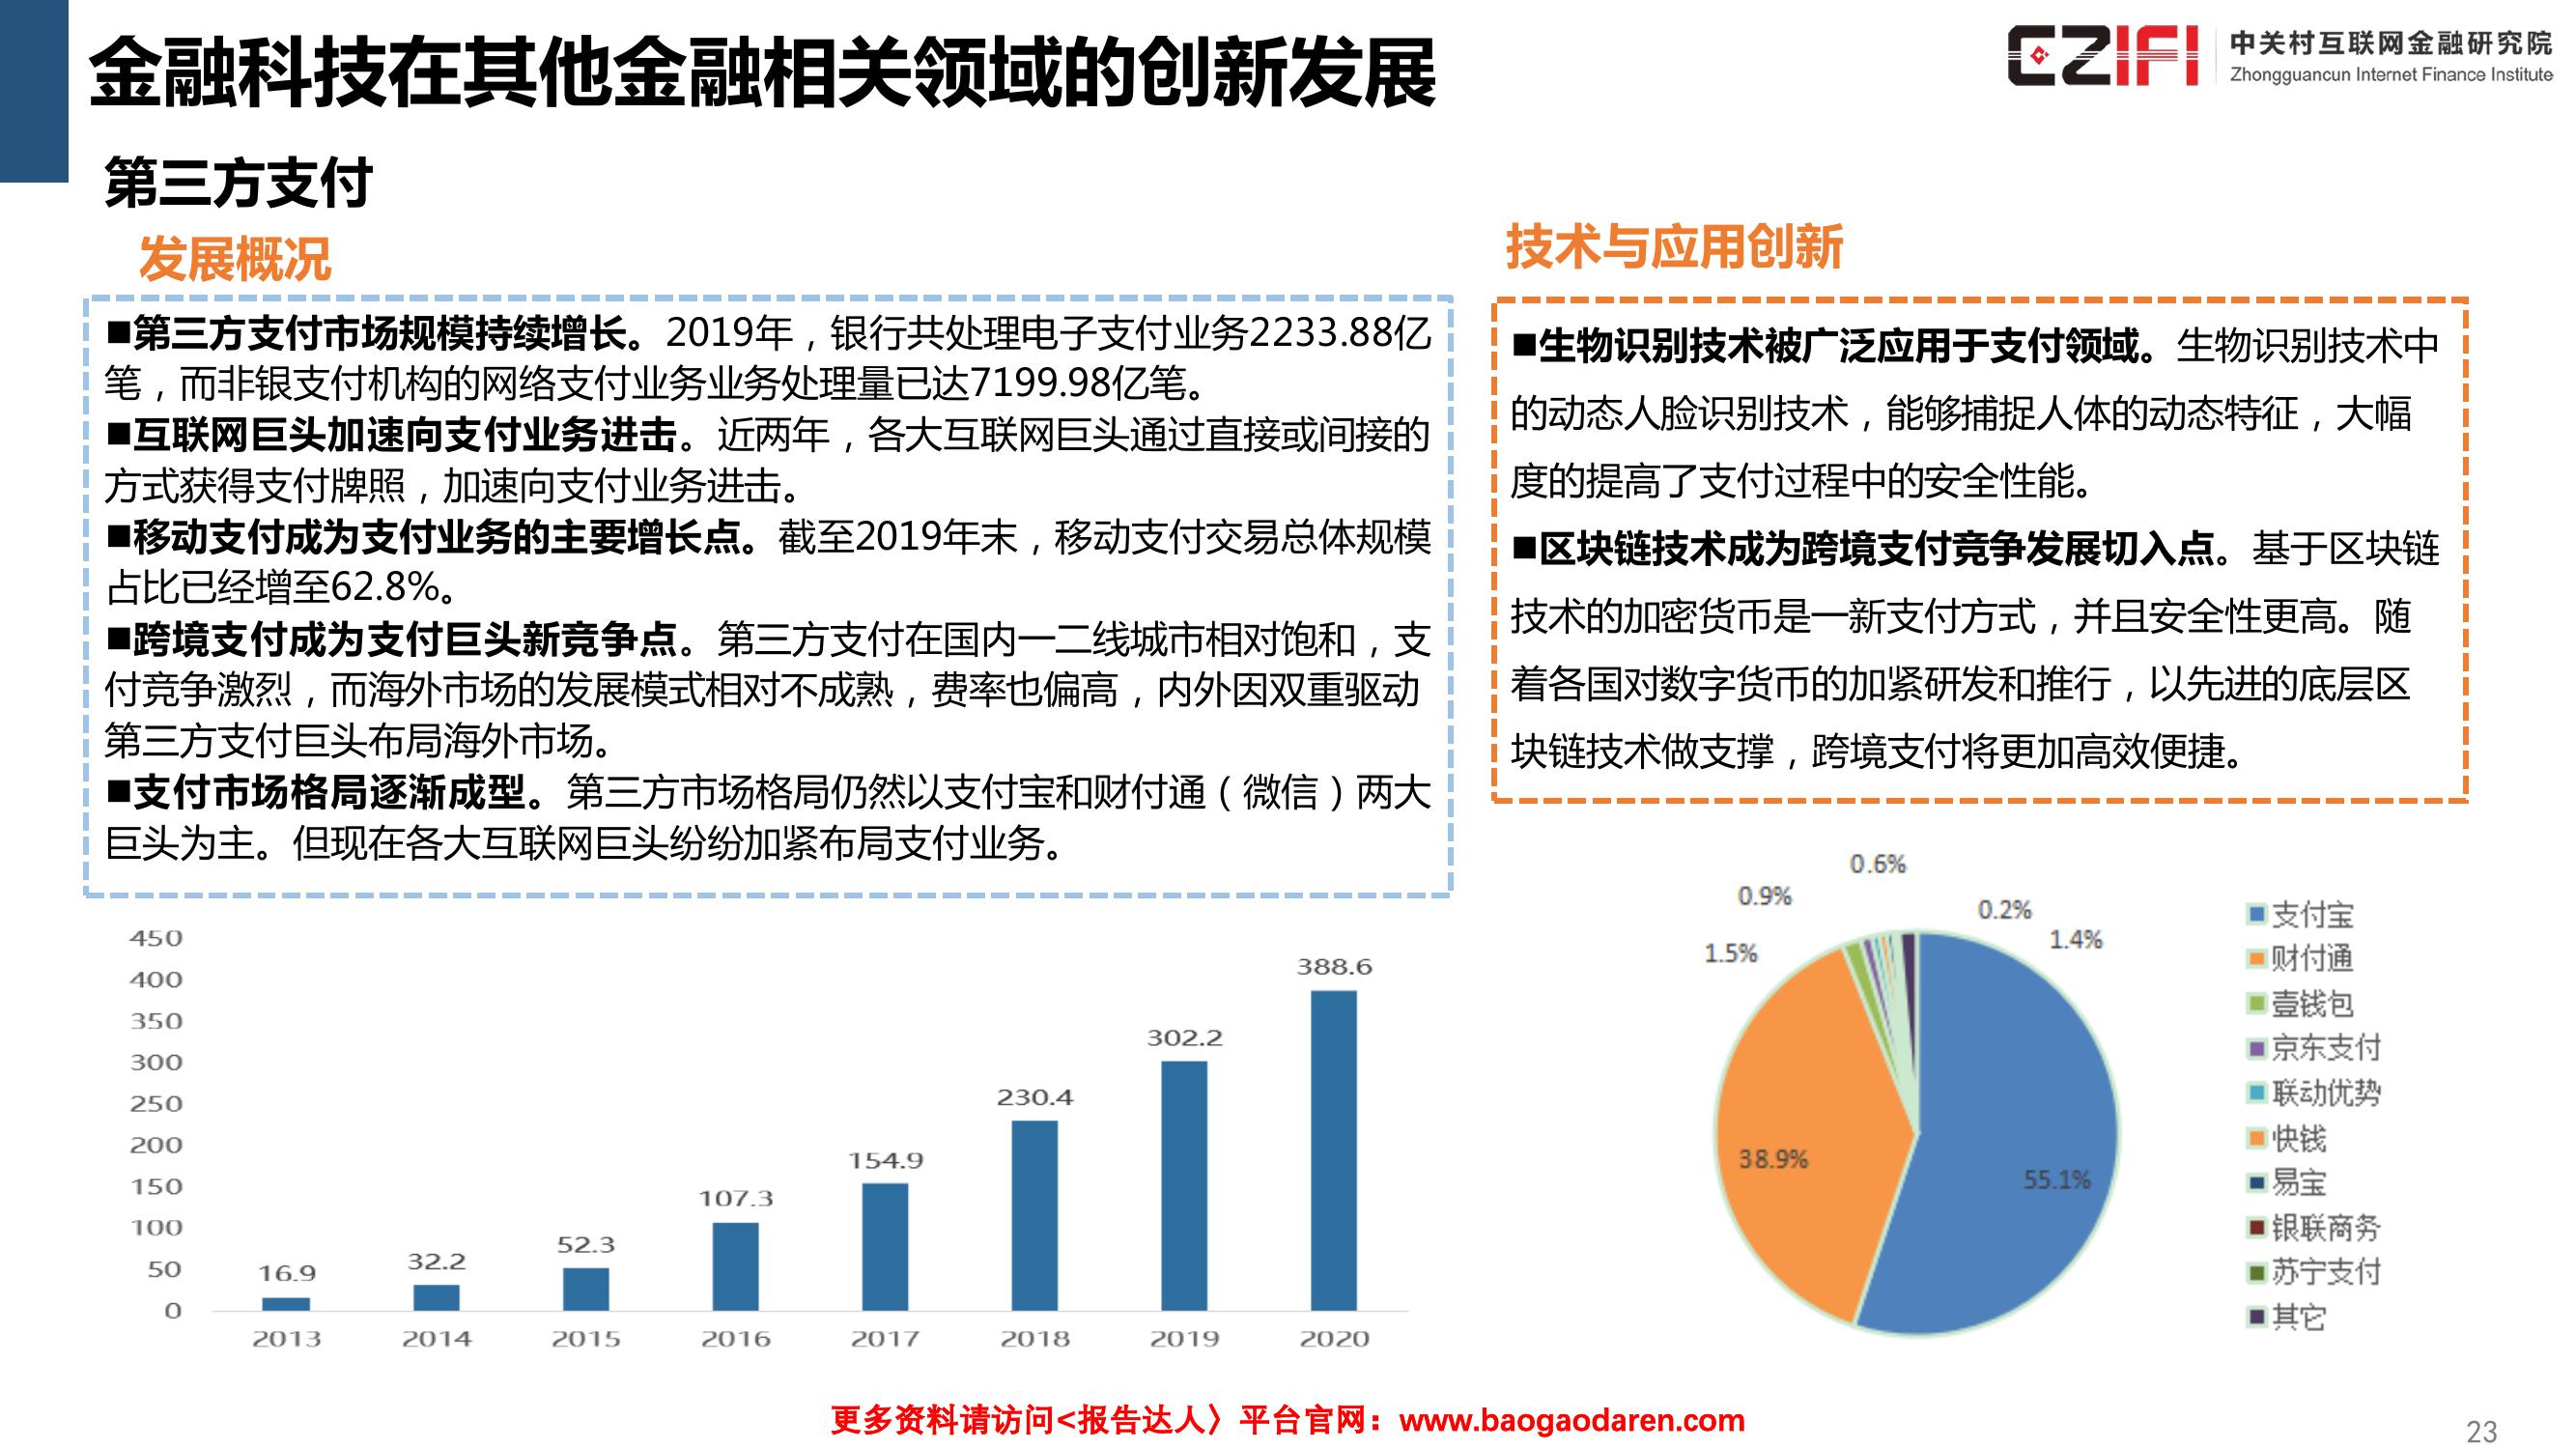 金融科技在其他金融相关领域的创新发展
CZIFI
中关村互联网金融研究院
Zhongguancun Internet Finance Institute
第三方支付
发展概况
■第三方支付市场规模持续增长。2019年，银行共处理电子支付业务2233.88亿
笔，而非银支付机构的网络支付业务业务处理量已达7199.98亿笔。
■互联网巨头加速向支付业务进击。近两年，各大互联网巨头通过直接或间接的
方式获得支付牌照，加速向支付业务进击。
■移动支付成为支付业务的主要增长点。截至2019年末，移动支付交易总体规模
占比已经增至62.8%。
■跨境支付成为支付巨头新竞争点。第三方支付在国内一二线城市相对饱和，支
付竞争激烈，而海外市场的发展模式相对不成熟，费率也偏高，内外因双重驱动
第三方支付巨头布局海外市场。
■支付市场格局逐渐成型。第三方市场格局仍然以支付宝和财付通（微信）两大
巨头为主。但现在各大互联网巨头纷纷加紧布局支付业务。
技术与应用创新
■生物识别技术被广泛应用于支付领域。生物识别技术中
的动态人脸识别技术，能够捕捉人体的动态特征，大幅
度的提高了支付过程中的安全性能。
■区块链技术成为跨境支付竞争发展切入点。基于区块链
技术的加密货币是一新支付方式，并且安全性更高。随
着各国对数字货币的加紧研发和推行，以先进的底层区
块链技术做支撑，跨境支付将更加高效便捷。
450
400
350
300
250
200
150
100
50
0
16.9
32.2
52.3
107.3
154.9
230.4
302.2
388.6
2013
2014
2015
2016
2017
2018
2019
2020
0.6%
0.9%
0.2%
1.5%
1.4%
38.9%
55.1%
支付宝
财付通
壹钱包
京东支付
联动优势
快钱
易宝
银联商务
苏宁支付
其它
更多资料请访问<报告达人〉平台官网：www.baogaodaren.com
23